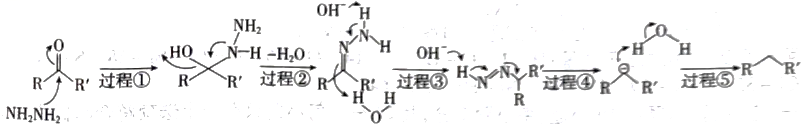 O
R R'
NH₂NH₂
过程①
NH₂
HO N-H
R R'
-H₂O
过程②
OH⁻ H
N-N-H
R R'
H H
O
过程③
OH⁻
H N=N R'
R
过程④
H O H
⊖
R R'
过程⑤
R R'